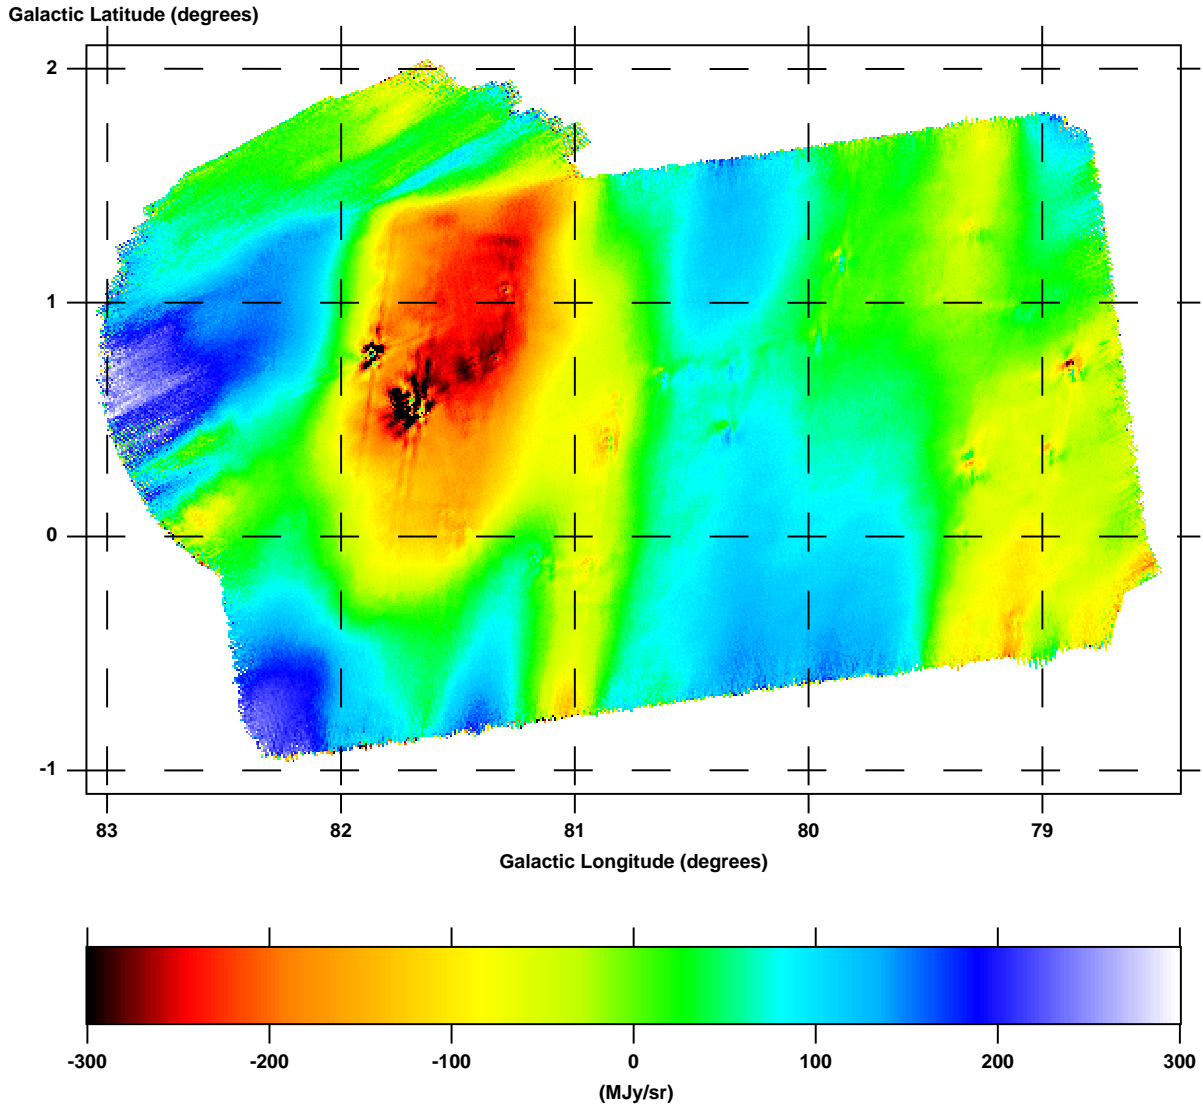 Galactic Latitude (degrees)
2
1
0
-1
83 82 81 80 79
Galactic Longitude (degrees)
-300 -200 -100 0 100 200 300
(MJy/sr)